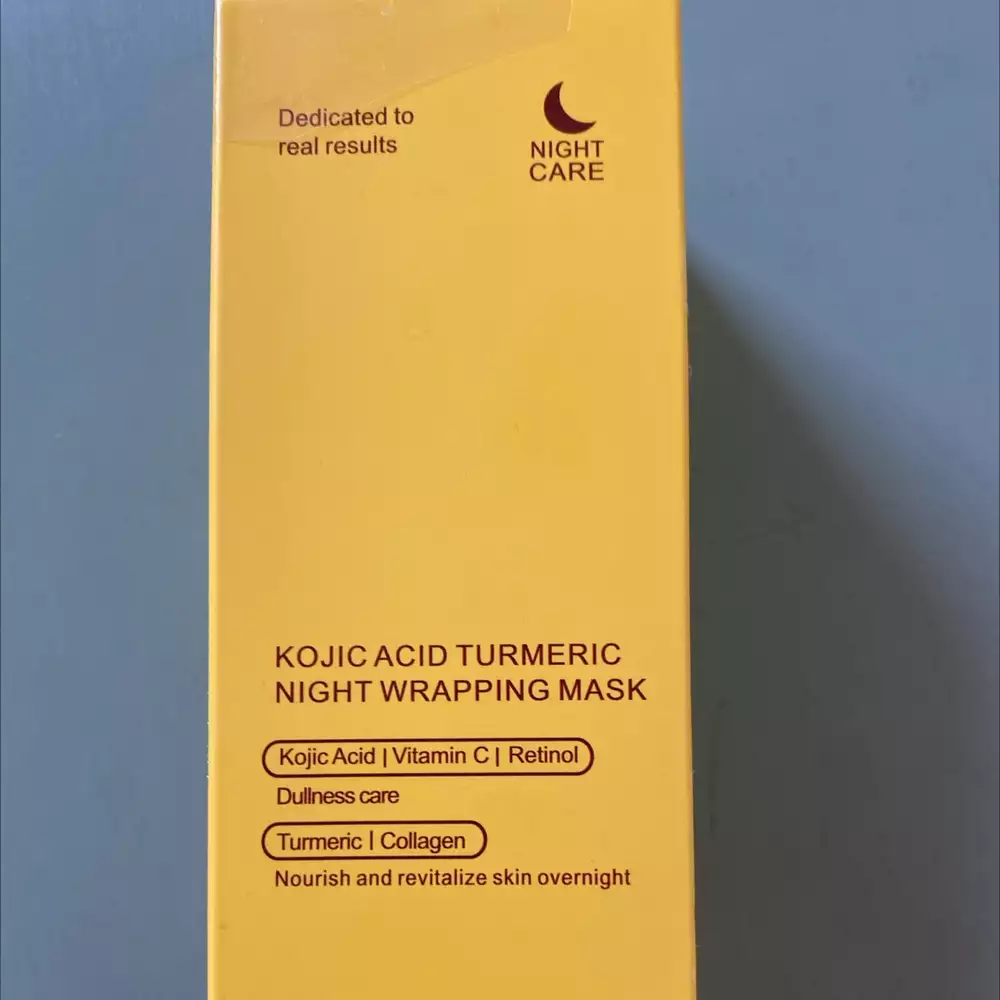 Dedicated to
real results
NIGHT
CARE
KOJIC ACID TURMERIC
NIGHT WRAPPING MASK
Kojic Acid | Vitamin C | Retinol
Dullness care
Turmeric | Collagen
Nourish and revitalize skin overnight